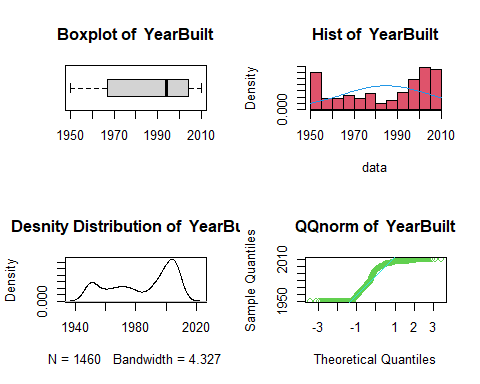 Boxplot of YearBuilt
1950 1970 1990 2010
Hist of YearBuilt
Density
0.000
1950 1970 1990 2010
data
Desnity Distribution of YearBu
Density
0.000
1940 1980 2020
N = 1460 Bandwidth = 4.327
QQnorm of YearBuilt
Sample Quantiles
1950 2010
-3 -1 1 2 3
Theoretical Quantiles